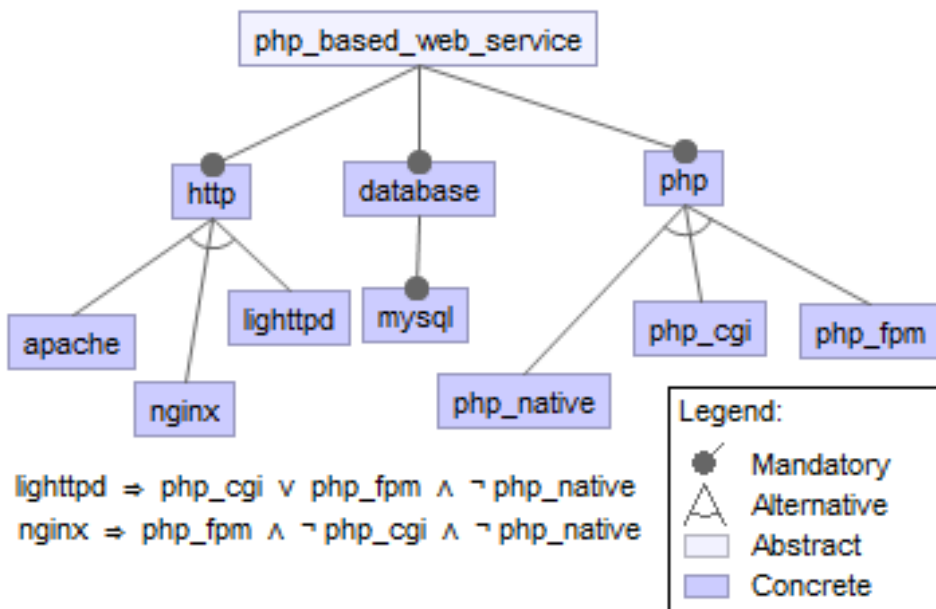 php_based_web_service
http
database
php
apache
nginx
lighttpd
mysql
php_native
php_cgi
php_fpm
lighttpd ⇒ php_cgi ∨ php_fpm ∧ ¬ php_native
nginx ⇒ php_fpm ∧ ¬ php_cgi ∧ ¬ php_native
Legend:
Mandatory
Alternative
Abstract
Concrete